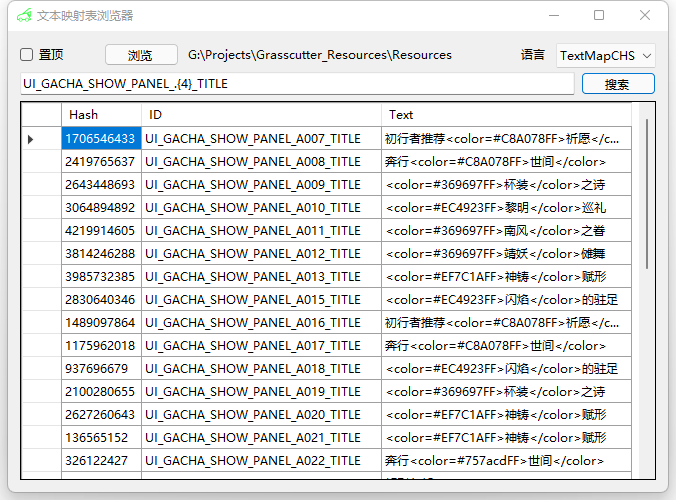 文本映射表浏览器
置顶 浏览 G:\Projects\Grasscutter_Resources\Resources 语言 TextMapCHS
UI_GACHA_SHOW_PANEL_.{4}_TITLE 搜索
Hash ID Text
1706546433 UI_GACHA_SHOW_PANEL_A007_TITLE 初行者推荐<color=#C8A078FF>祈愿</c...
2419765637 UI_GACHA_SHOW_PANEL_A008_TITLE 奔行<color=#C8A078FF>世间</color>
2643448693 UI_GACHA_SHOW_PANEL_A009_TITLE <color=#369697FF>杯装</color>之诗
3064894892 UI_GACHA_SHOW_PANEL_A010_TITLE <color=#EC4923FF>黎明</color>巡礼
4219914605 UI_GACHA_SHOW_PANEL_A011_TITLE <color=#369697FF>南风</color>之眷
3814246288 UI_GACHA_SHOW_PANEL_A012_TITLE <color=#369697FF>靖妖</color>傩舞
3985732385 UI_GACHA_SHOW_PANEL_A013_TITLE <color=#EF7C1AFF>神铸</color>赋形
2830640346 UI_GACHA_SHOW_PANEL_A015_TITLE <color=#EC4923FF>闪焰</color>的驻足
1489097864 UI_GACHA_SHOW_PANEL_A016_TITLE 初行者推荐<color=#C8A078FF>祈愿</c...
1175962018 UI_GACHA_SHOW_PANEL_A017_TITLE 奔行<color=#C8A078FF>世间</color>
937696679 UI_GACHA_SHOW_PANEL_A018_TITLE <color=#EC4923FF>闪焰</color>的驻足
2100280655 UI_GACHA_SHOW_PANEL_A019_TITLE <color=#369697FF>杯装</color>之诗
2627260643 UI_GACHA_SHOW_PANEL_A020_TITLE <color=#EF7C1AFF>神铸</color>赋形
136565152 UI_GACHA_SHOW_PANEL_A021_TITLE <color=#EF7C1AFF>神铸</color>赋形
326122427 UI_GACHA_SHOW_PANEL_A022_TITLE 奔行<color=#757acdFF>世间</color>